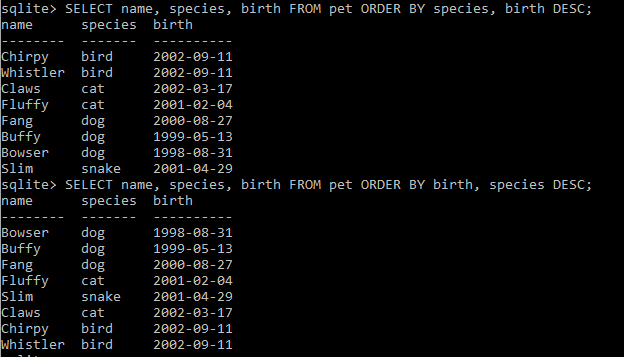 sqlite> SELECT name, species, birth FROM pet ORDER BY species, birth DESC;
name      species  birth
--------  -------  ----------
Chirpy    bird     2002-09-11
Whistler  bird     2002-09-11
Claws     cat      2002-03-17
Fluffy    cat      2001-02-04
Fang      dog      2000-08-27
Buffy     dog      1999-05-13
Bowser    dog      1998-08-31
Slim      snake    2001-04-29
sqlite> SELECT name, species, birth FROM pet ORDER BY birth, species DESC;
name      species  birth
--------  -------  ----------
Bowser    dog      1998-08-31
Buffy     dog      1999-05-13
Fang      dog      2000-08-27
Fluffy    cat      2001-02-04
Slim      snake    2001-04-29
Claws     cat      2002-03-17
Chirpy    bird     2002-09-11
Whistler  bird     2002-09-11